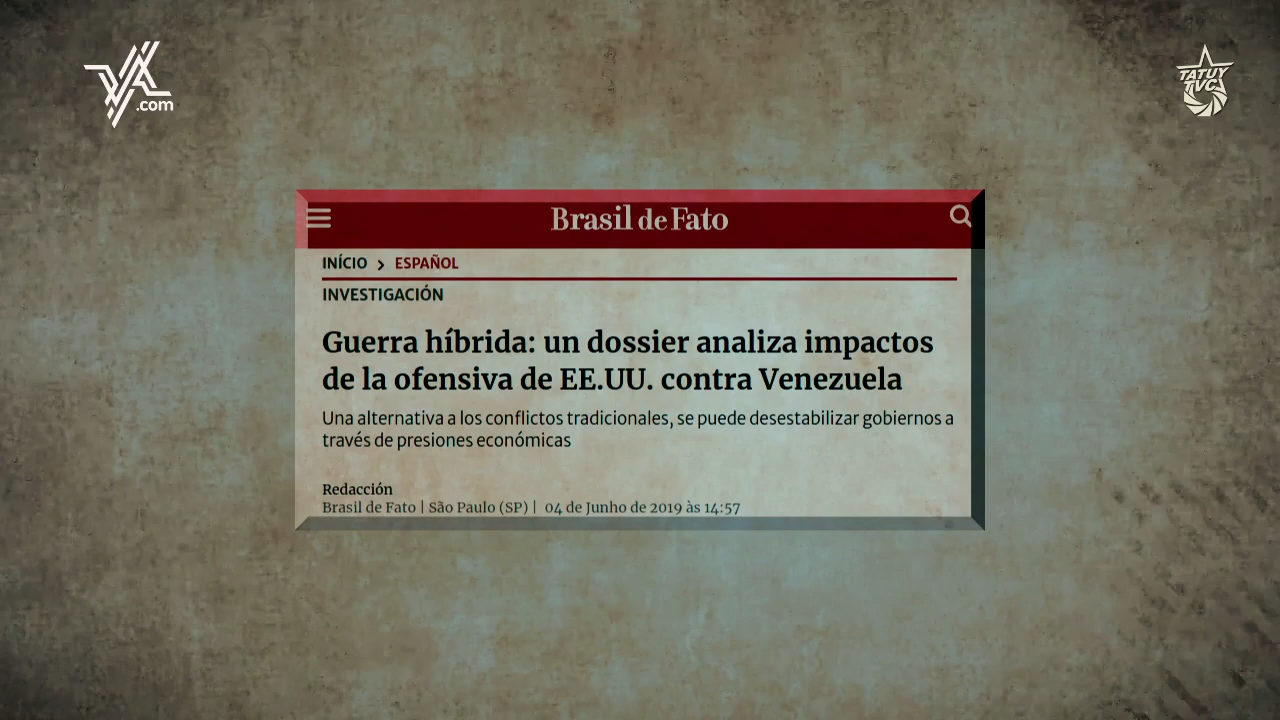 VA
.com
TATUY
TVC
Brasil de Fato
INÍCIO > ESPAÑOL
INVESTIGACIÓN
Guerra híbrida: un dossier analiza impactos
de la ofensiva de EE.UU. contra Venezuela
Una alternativa a los conflictos tradicionales, se puede desestabilizar gobiernos a
través de presiones económicas
Redacción
Brasil de Fato | São Paulo (SP) | 04 de Junho de 2019 às 14:57